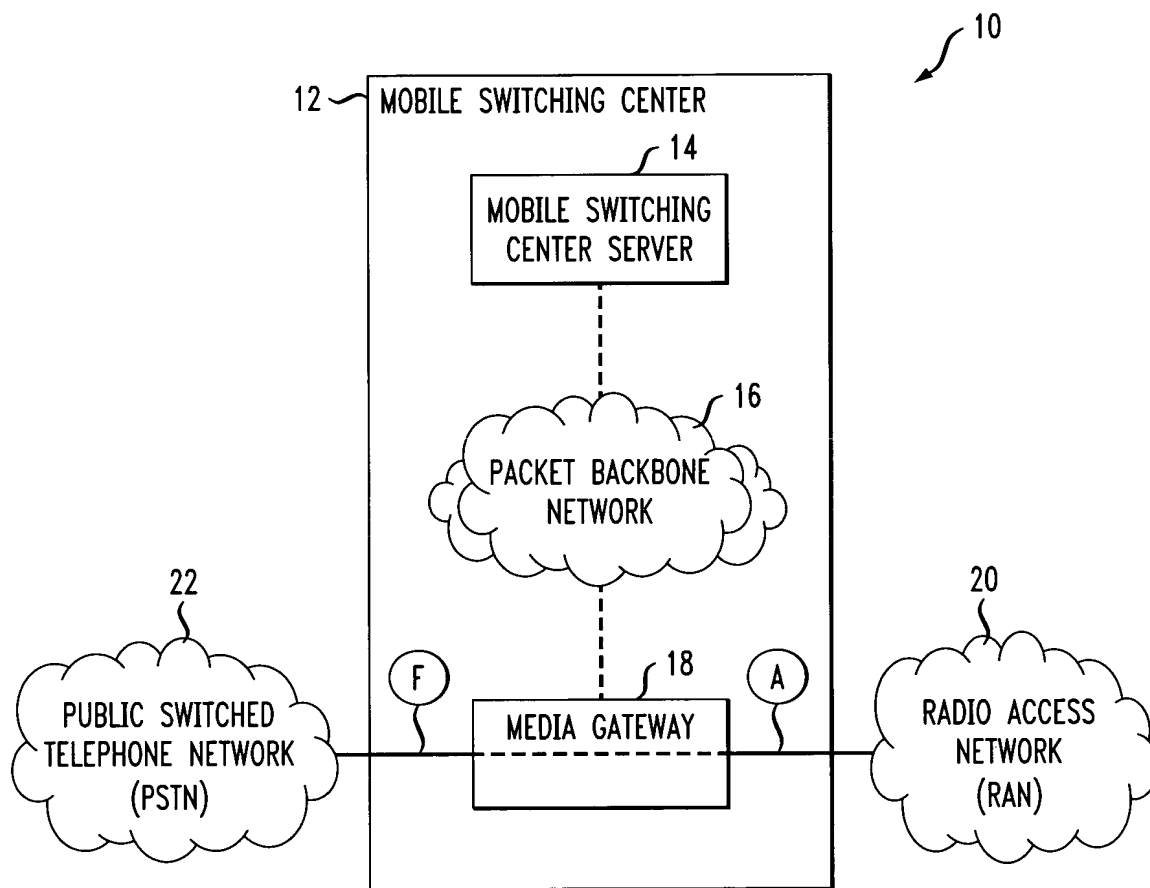 10
12
MOBILE SWITCHING CENTER
14
MOBILE SWITCHING
CENTER SERVER
16
PACKET BACKBONE
NETWORK
22
PUBLIC SWITCHED
TELEPHONE NETWORK
(PSTN)
F
18
MEDIA GATEWAY
A
20
RADIO ACCESS
NETWORK
(RAN)